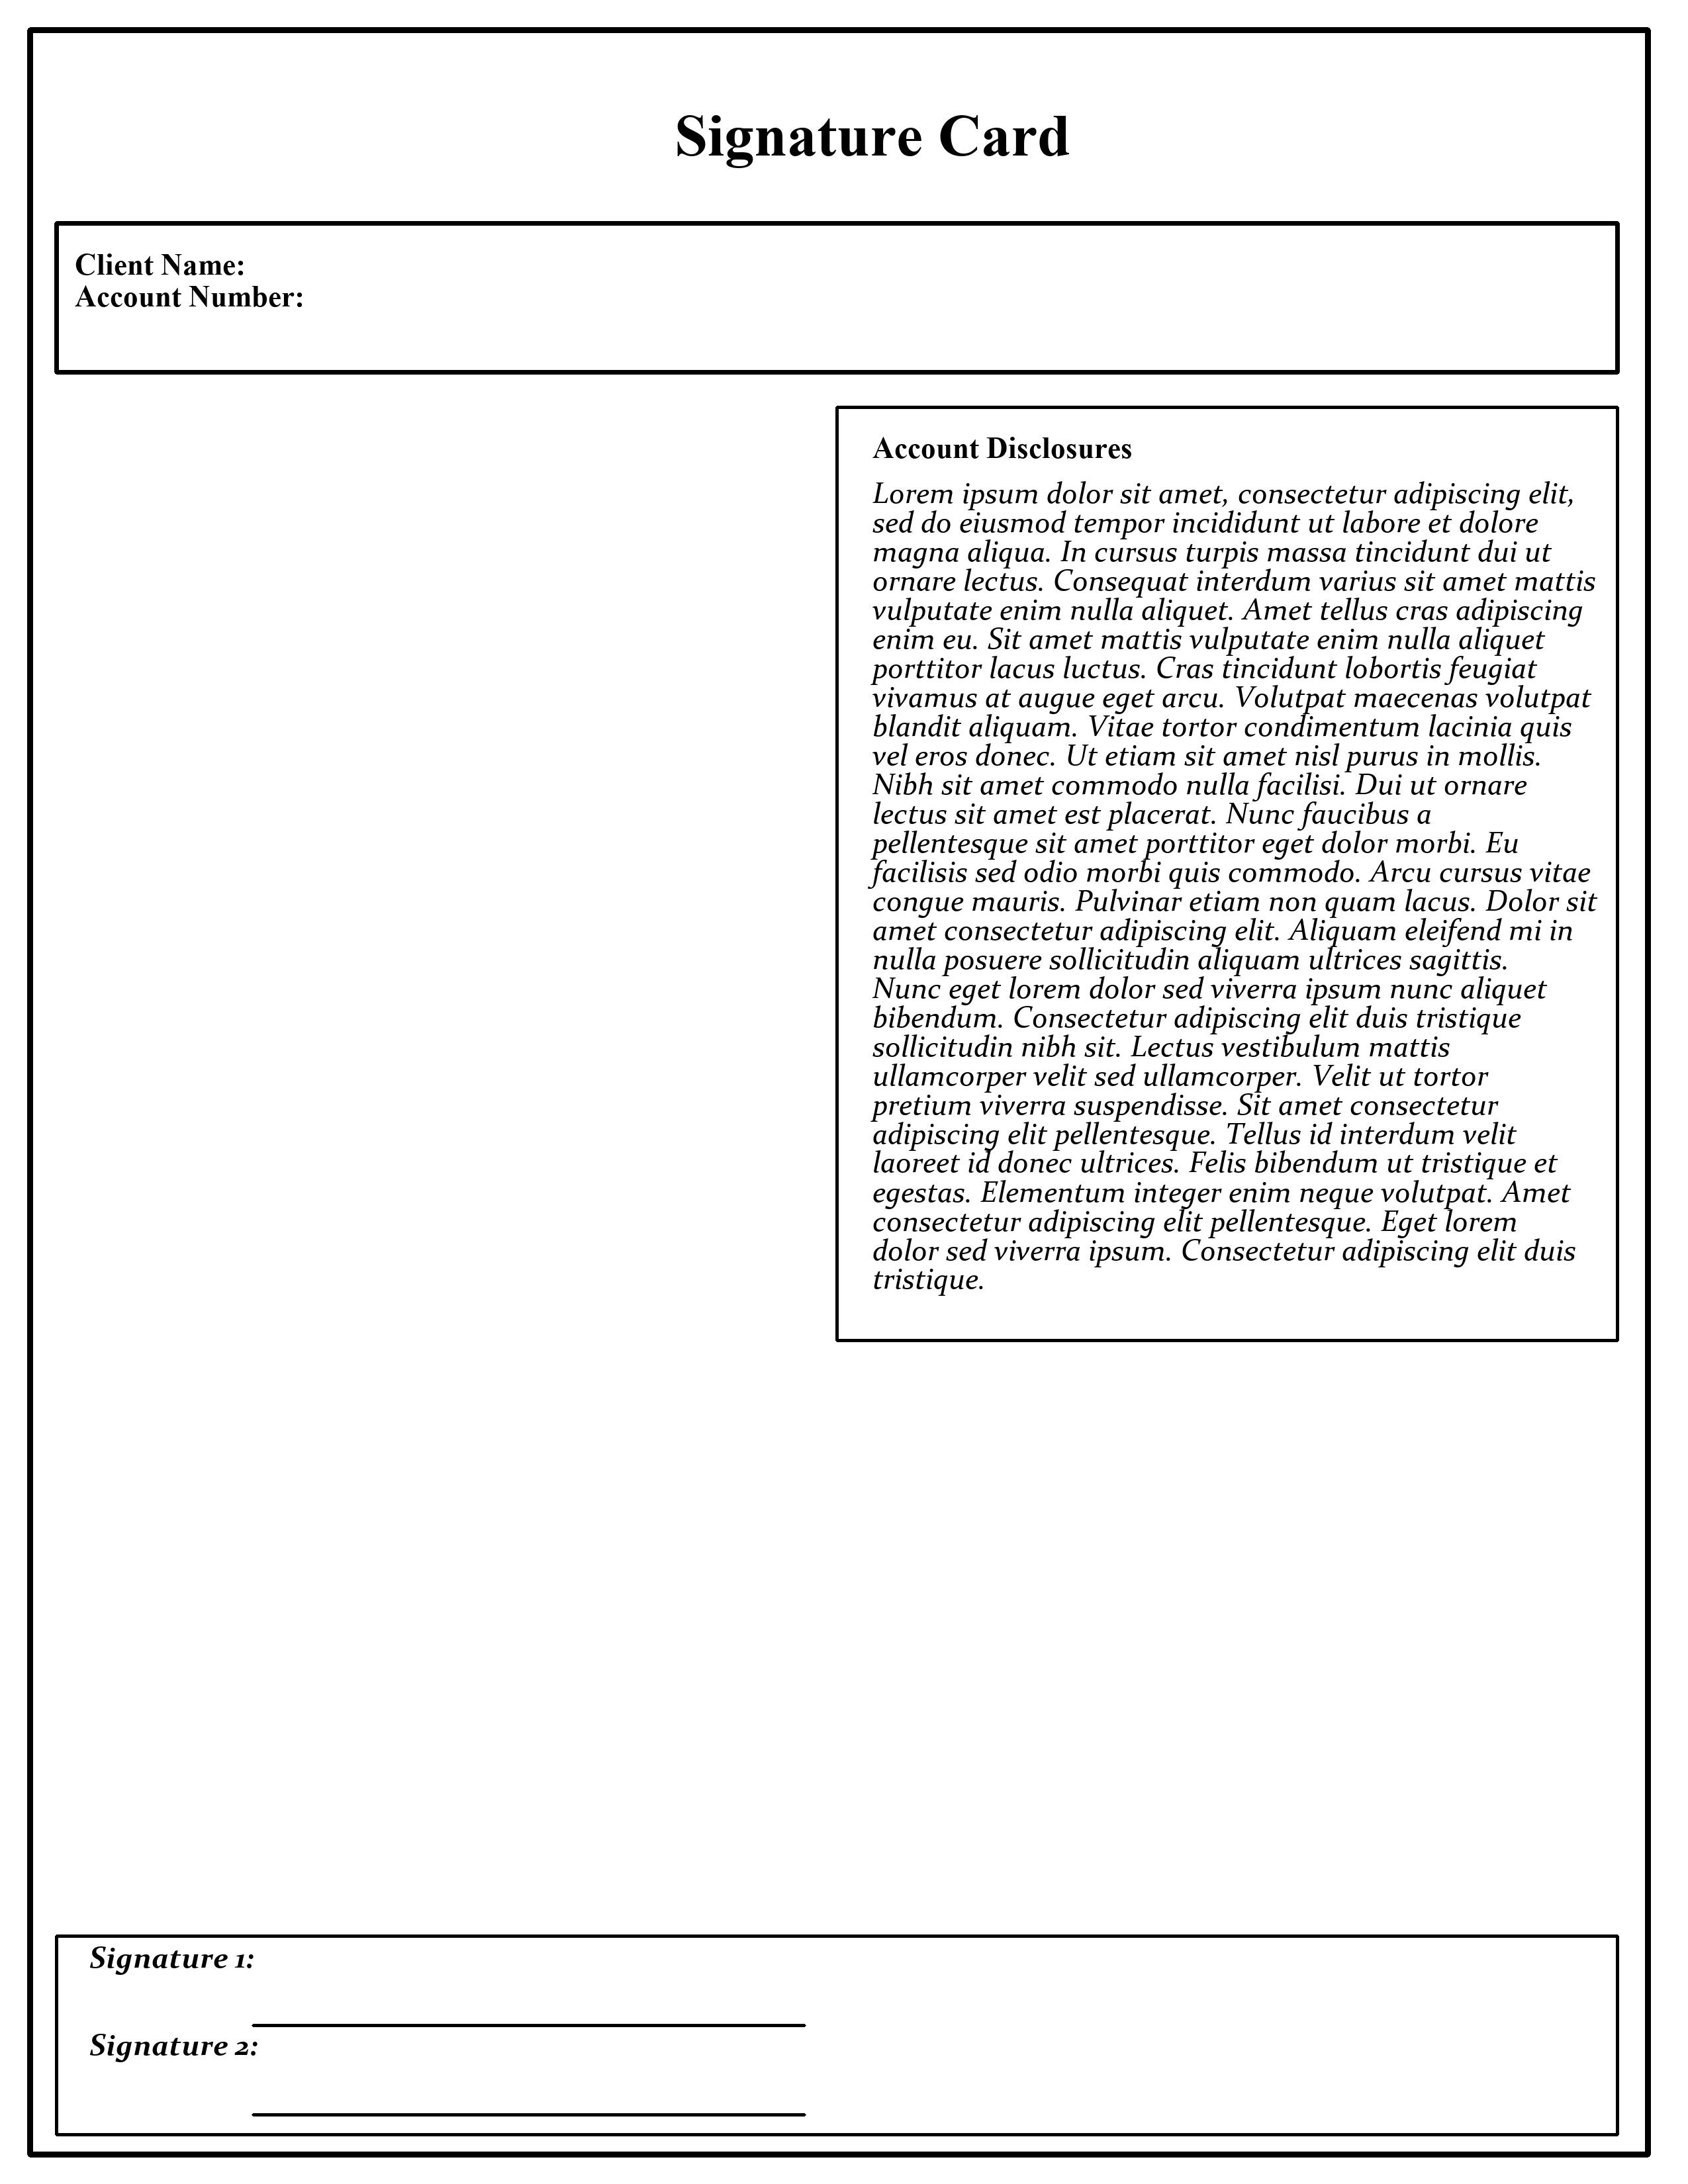 Signature Card
Client Name:
Account Number:
Account Disclosures
Lorem ipsum dolor sit amet, consectetur adipiscing elit,
sed do eiusmod tempor incididunt ut labore et dolore
magna aliqua. In cursus turpis massa tincidunt dui ut
ornare lectus. Consequat interdum varius sit amet mattis
vulputate enim nulla aliquet. Amet tellus cras adipiscing
enim eu. Sit amet mattis vulputate enim nulla aliquet
porttitor lacus luctus. Cras tincidunt lobortis feugiat
vivamus at augue eget arcu. Volutpat maecenas volutpat
blandit aliquam. Vitae tortor condimentum lacinia quis
vel eros donec. Ut etiam sit amet nisl purus in mollis.
Nibh sit amet commodo nulla facilisi. Dui ut ornare
lectus sit amet est placerat. Nunc faucibus a
pellentesque sit amet porttitor eget dolor morbi. Eu
facilisis sed odio morbi quis commodo. Arcu cursus vitae
congue mauris. Pulvinar etiam non quam lacus. Dolor sit
amet consectetur adipiscing elit. Aliquam eleifend mi in
nulla posuere sollicitudin aliquam ultrices sagittis.
Nunc eget lorem dolor sed viverra ipsum nunc aliquet
bibendum. Consectetur adipiscing elit duis tristique
sollicitudin nibh sit. Lectus vestibulum mattis
ullamcorper velit sed ullamcorper. Velit ut tortor
pretium viverra suspendisse. Sit amet consectetur
adipiscing elit pellentesque. Tellus id interdum velit
laoreet id donec ultrices. Felis bibendum ut tristique et
egestas. Elementum integer enim neque volutpat. Amet
consectetur adipiscing elit pellentesque. Eget lorem
dolor sed viverra ipsum. Consectetur adipiscing elit duis
tristique.
Signature 1:
Signature 2: